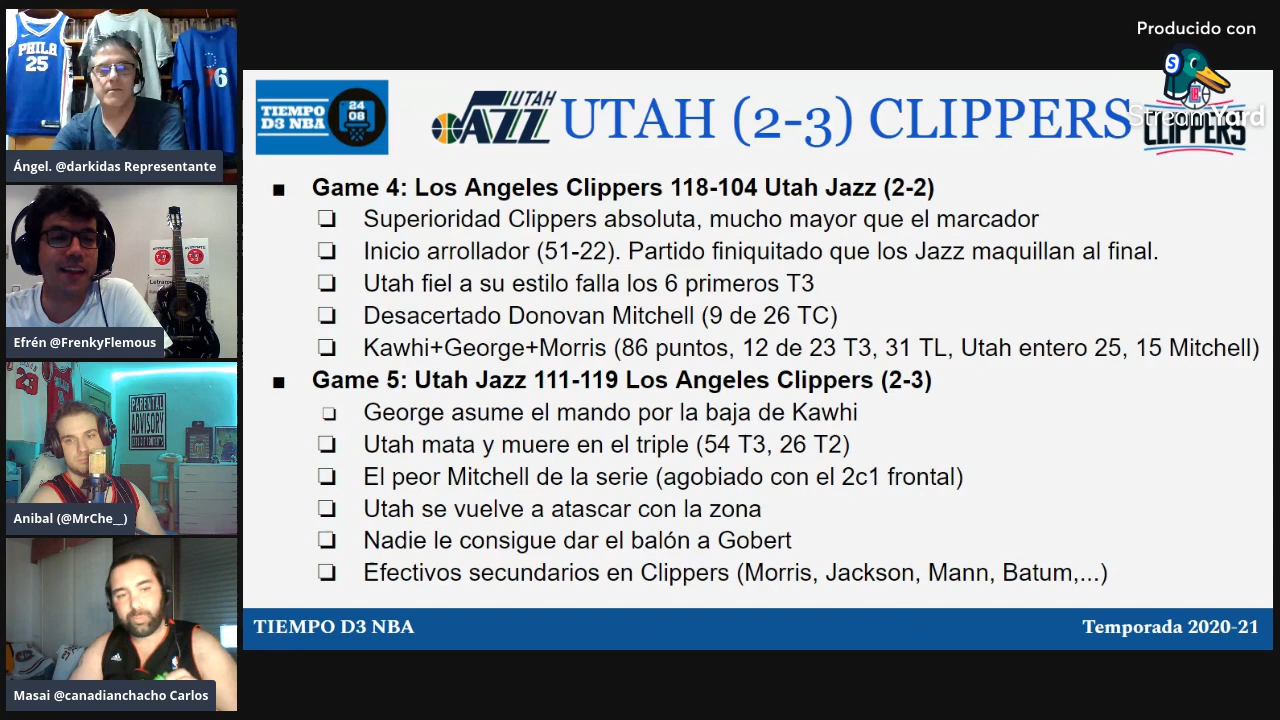 Producido con
StreamYard
PHILA
25
6
Ángel. @darkidas Representante
Efrén @FrenkyFlemous
23
PARENTAL
ADVISORY
Anibal (@MrChe__)
adidas
Masai @canadianchacho Carlos
TIEMPO
D3 NBA
24
08
UTAH
JAZZ
UTAH (2-3) CLIPPERS
CLIPPERS
■ Game 4: Los Angeles Clippers 118-104 Utah Jazz (2-2)
❏ Superioridad Clippers absoluta, mucho mayor que el marcador
❏ Inicio arrollador (51-22). Partido finiquitado que los Jazz maquillan al final.
❏ Utah fiel a su estilo falla los 6 primeros T3
❏ Desacertado Donovan Mitchell (9 de 26 TC)
❏ Kawhi+George+Morris (86 puntos, 12 de 23 T3, 31 TL, Utah entero 25, 15 Mitchell)
■ Game 5: Utah Jazz 111-119 Los Angeles Clippers (2-3)
❏ George asume el mando por la baja de Kawhi
❏ Utah mata y muere en el triple (54 T3, 26 T2)
❏ El peor Mitchell de la serie (agobiado con el 2c1 frontal)
❏ Utah se vuelve a atascar con la zona
❏ Nadie le consigue dar el balón a Gobert
❏ Efectivos secundarios en Clippers (Morris, Jackson, Mann, Batum,...)
TIEMPO D3 NBA
Temporada 2020-21